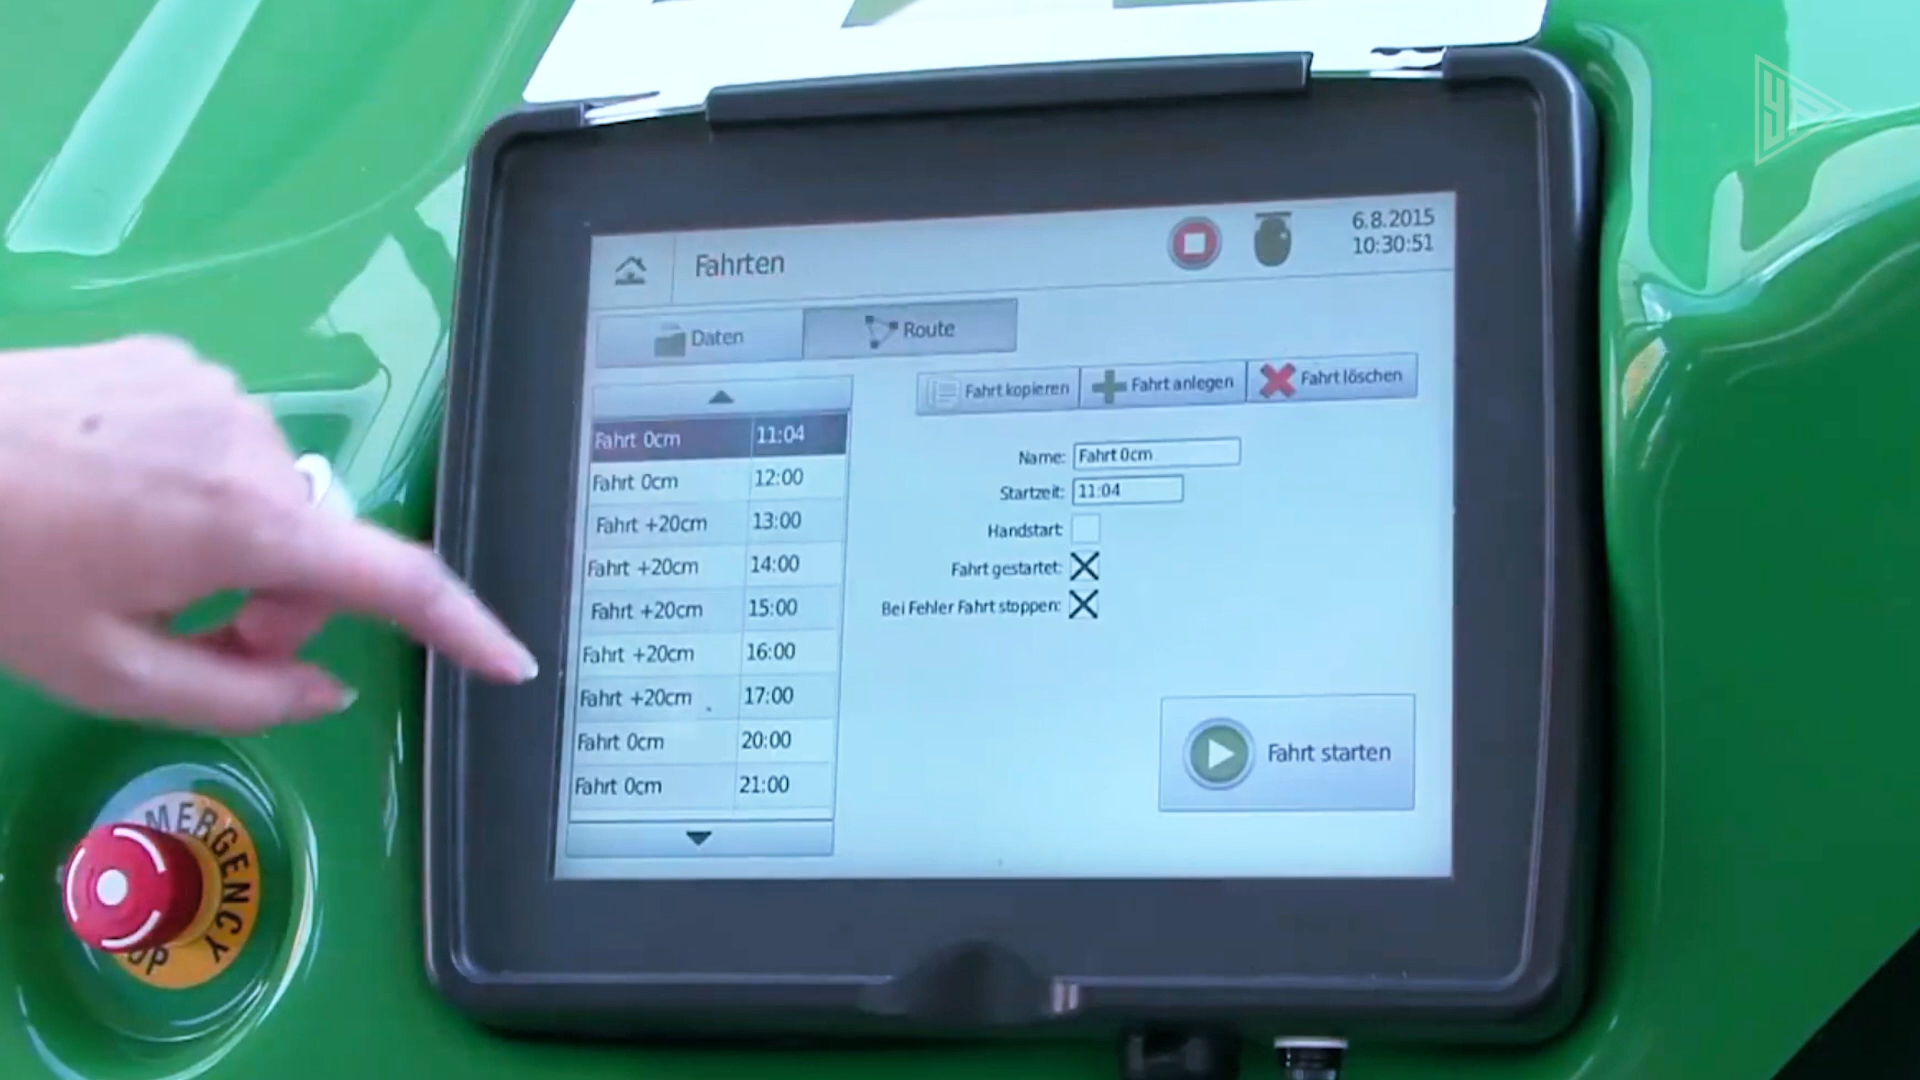 6.8.2015
10:30:51
Fahrten
Daten
Route
Fahrt kopieren
Fahrt anlegen
Fahrt löschen
Fahrt 0cm 11:04
Fahrt 0cm 12:00
Fahrt +20cm 13:00
Fahrt +20cm 14:00
Fahrt +20cm 15:00
Fahrt +20cm 16:00
Fahrt +20cm 17:00
Fahrt 0cm 20:00
Fahrt 0cm 21:00
Name: Fahrt 0cm
Startzeit: 11:04
Handstart:
Fahrt gestartet:
Bei Fehler Fahrt stoppen:
Fahrt starten
MERGENCY
OP